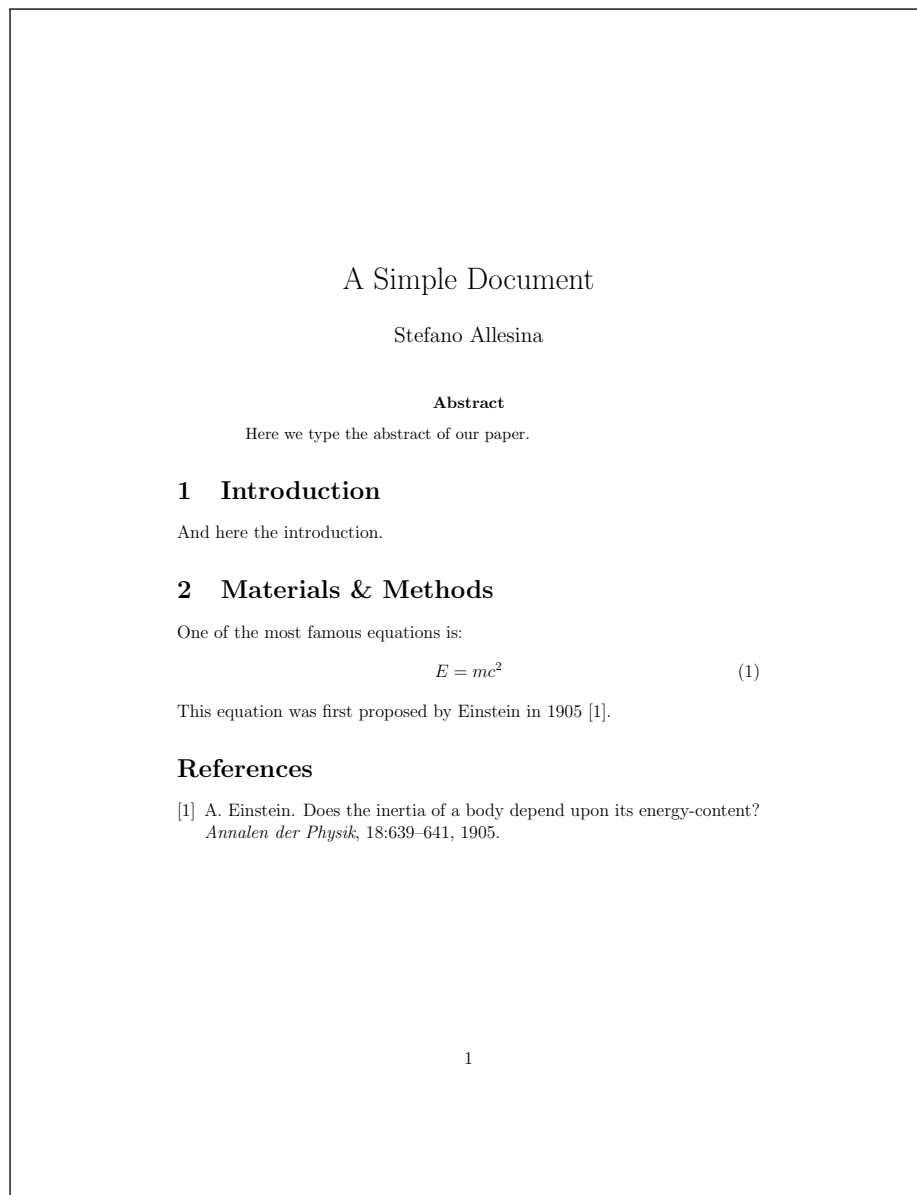 A Simple Document
Stefano Allesina
Abstract
Here we type the abstract of our paper.
1 Introduction
And here the introduction.
2 Materials & Methods
One of the most famous equations is:
E = mc² (1)
This equation was first proposed by Einstein in 1905 [1].
References
[1] A. Einstein. Does the inertia of a body depend upon its energy-content?
Annalen der Physik, 18:639–641, 1905.
1